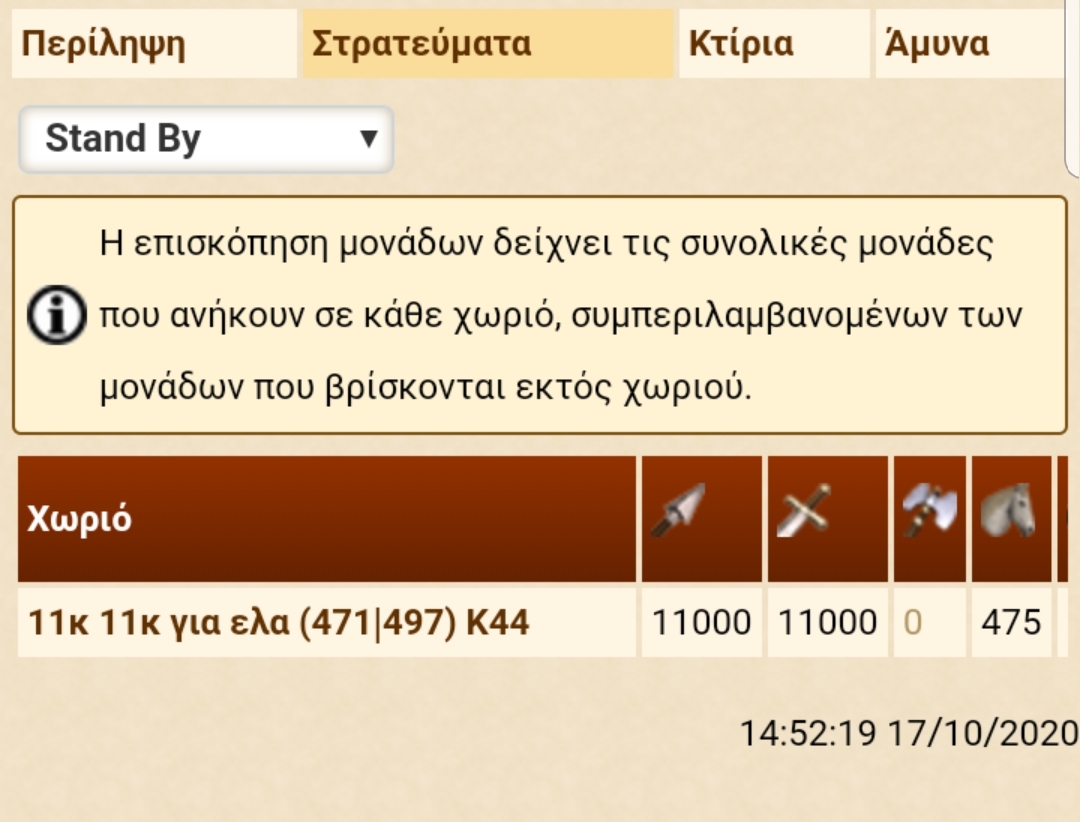 Περίληψη Στρατεύματα Κτίρια Άμυνα
Stand By
Η επισκόπηση μονάδων δείχνει τις συνολικές μονάδες
που ανήκουν σε κάθε χωριό, συμπεριλαμβανομένων των
μονάδων που βρίσκονται εκτός χωριού.
Χωριό
11κ 11κ για ελα (471|497) K44 11000 11000 0 475
14:52:19 17/10/2020